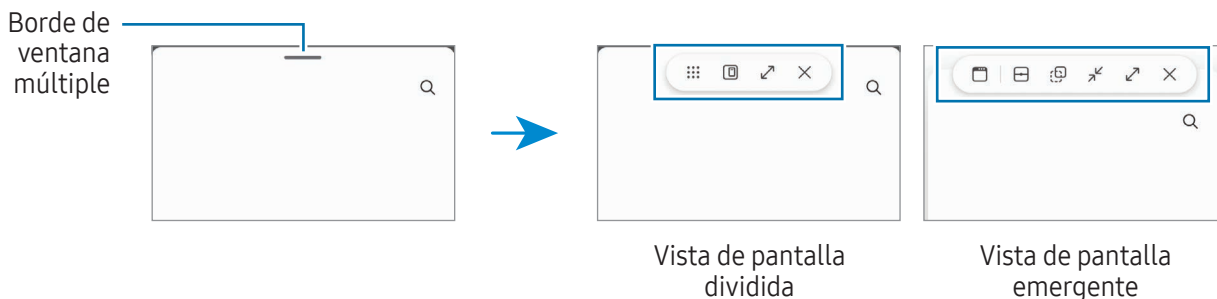 Borde de
ventana
múltiple
Vista de pantalla
dividida
Vista de pantalla
emergente